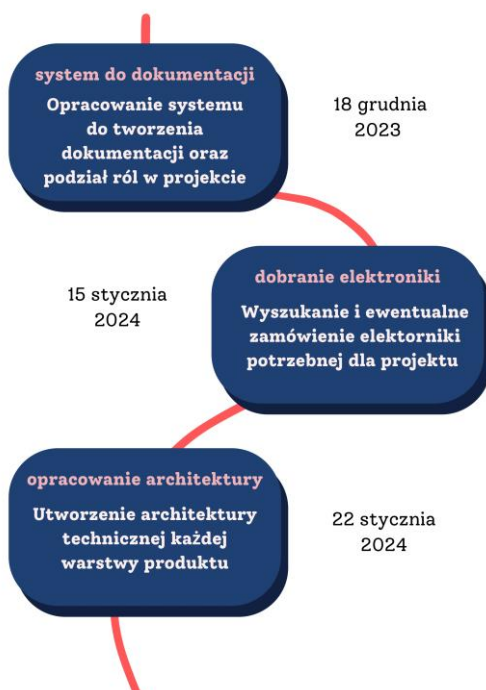 system do dokumentacji
Opracowanie systemu
do tworzenia
dokumentacji oraz
podział ról w projekcie
18 grudnia
2023
15 stycznia
2024
dobranie elektroniki
Wyszukanie i ewentualne
zamówienie elektorniki
potrzebnej dla projektu
opracowanie architektury
Utworzenie architektury
technicznej każdej
warstwy produktu
22 stycznia
2024